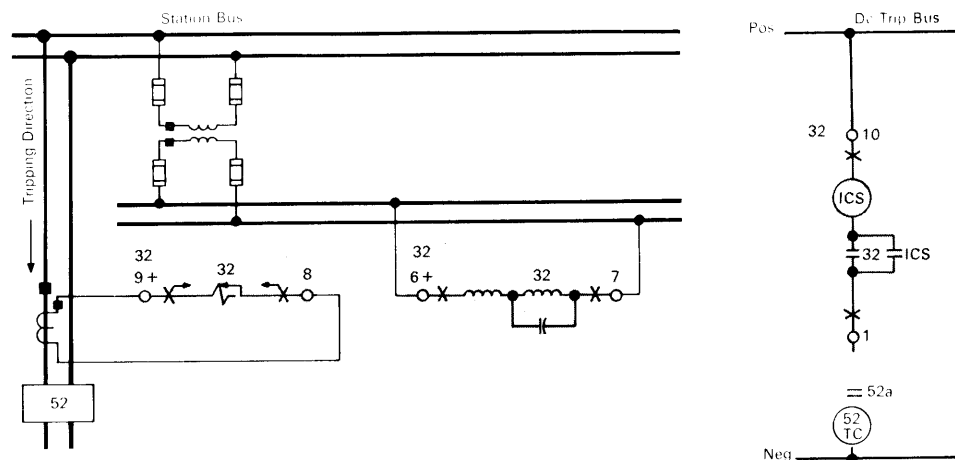 Station Bus
Tripping Direction
32
9 +
32
8
32
6 +
32
7
52
Pos
Dc Trip Bus
32
10
ICS
32
ICS
1
52a
52
TC
Neg